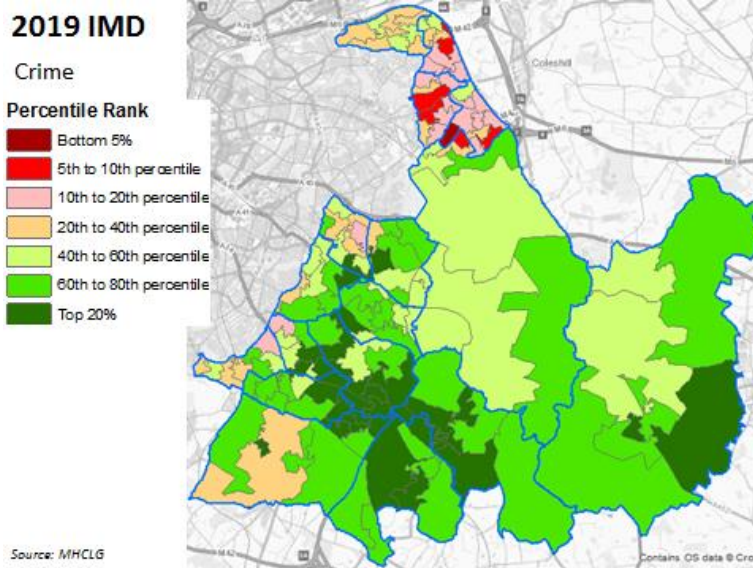 2019 IMD
Crime
Percentile Rank
Bottom 5%
5th to 10th percentile
10th to 20th percentile
20th to 40th percentile
40th to 60th percentile
60th to 80th percentile
Top 20%
Coleshill
Source: MHCLG
Contains OS data © Cro